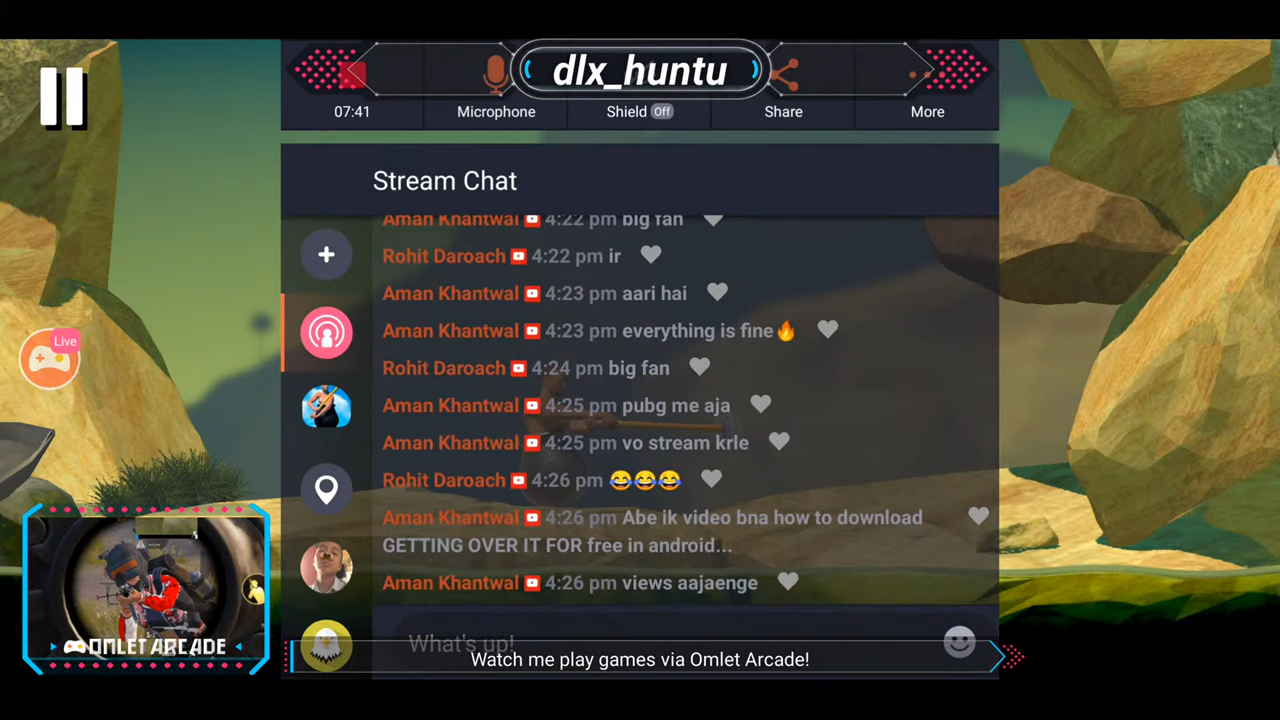 dlx_huntu
07:41
Microphone
Shield Off
Share
More
Stream Chat
Aman Khantwal 4:22 pm big fan
Rohit Daroach 4:22 pm ir
Aman Khantwal 4:23 pm aari hai
Aman Khantwal 4:23 pm everything is fine🔥
Rohit Daroach 4:24 pm big fan
Aman Khantwal 4:25 pm pubg me aja
Aman Khantwal 4:25 pm vo stream krle
Rohit Daroach 4:26 pm 😂😂😂
Aman Khantwal 4:26 pm Abe ik video bna how to download
GETTING OVER IT FOR free in android...
Aman Khantwal 4:26 pm views aajaenge
What's up!
Watch me play games via Omlet Arcade!
Live
OMLET ARCADE